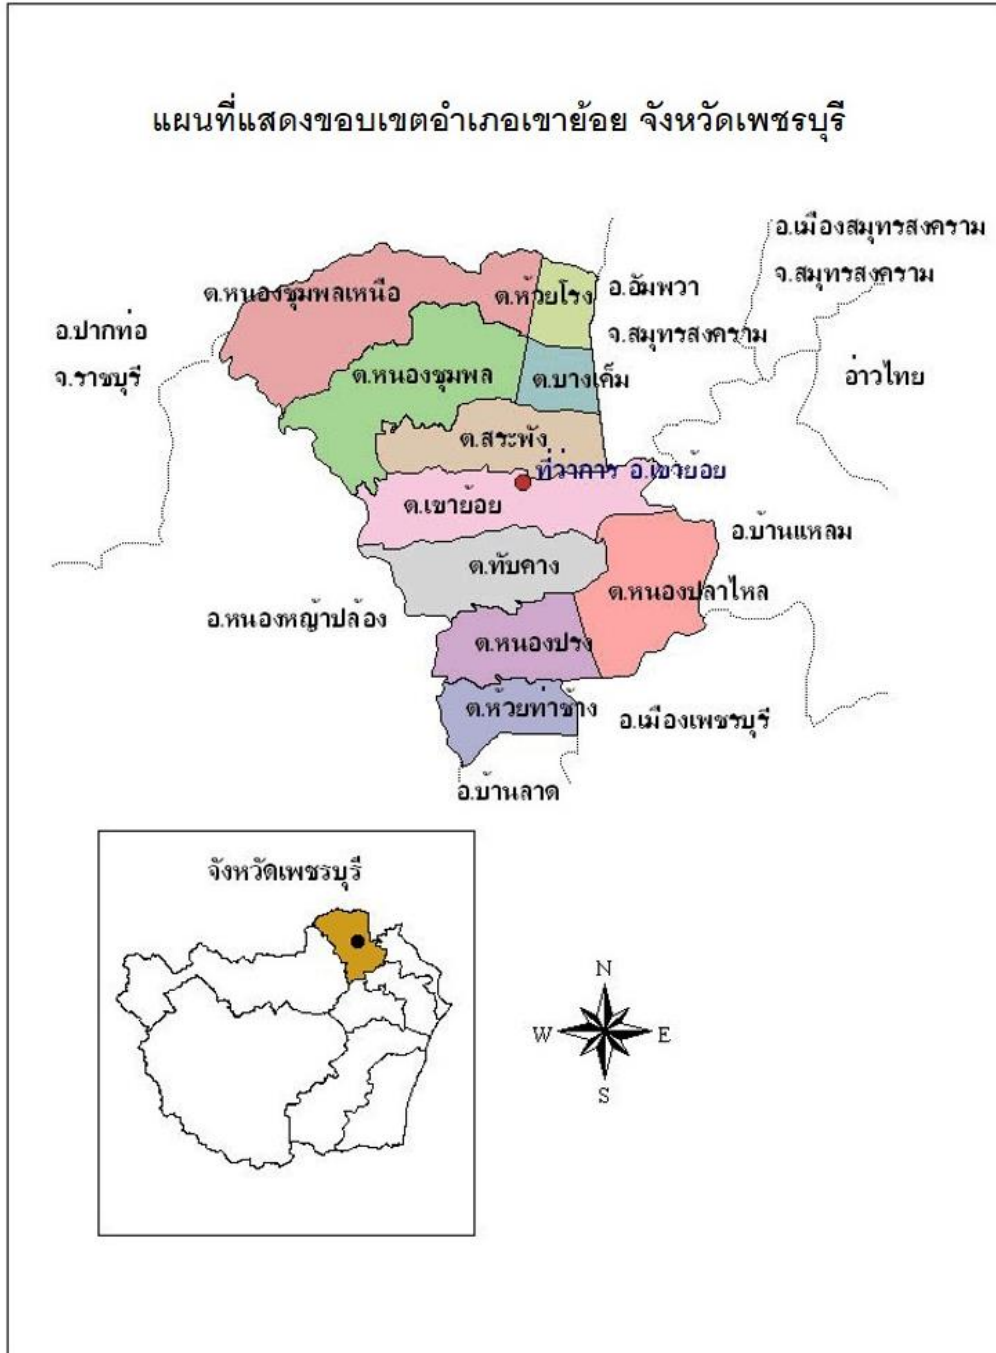 แผนที่แสดงขอบเขตอำเภอเขาย้อย จังหวัดเพชรบุรี
อ.เมืองสมุทรสงคราม
จ.สมุทรสงคราม
ต.หนองชุมพลเหนือ
ต.ห้วยโรง
อ.อัมพวา
จ.สมุทรสงคราม
อ.ปากท่อ
จ.ราชบุรี
ต.หนองชุมพล
ต.บางเค็ม
อ่าวไทย
ต.สระพัง
ที่ว่าการ อ.เขาย้อย
ต.เขาย้อย
อ.บ้านแหลม
ต.ทับคาง
ต.หนองปลาไหล
อ.หนองหญ้าปล้อง
ต.หนองปรง
ต.ห้วยท่าช้าง
อ.เมืองเพชรบุรี
อ.บ้านลาด
จังหวัดเพชรบุรี
N
W
E
S